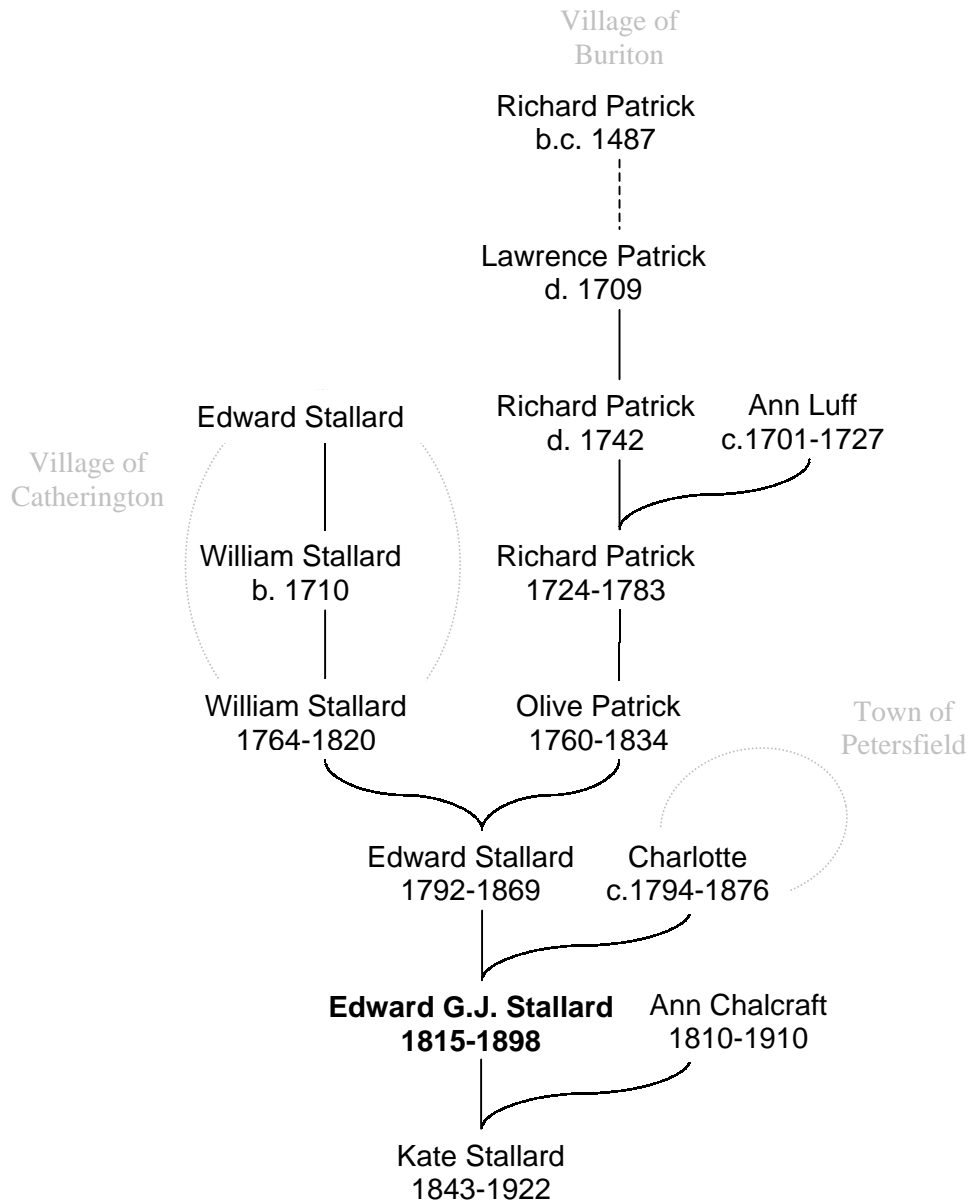 Village of
Buriton
Richard Patrick
b.c. 1487
Lawrence Patrick
d. 1709
Edward Stallard
Richard Patrick
d. 1742
Ann Luff
c.1701-1727
Village of
Catherington
William Stallard
b. 1710
Richard Patrick
1724-1783
William Stallard
1764-1820
Olive Patrick
1760-1834
Town of
Petersfield
Edward Stallard
1792-1869
Charlotte
c.1794-1876
Edward G.J. Stallard
1815-1898
Ann Chalcraft
1810-1910
Kate Stallard
1843-1922